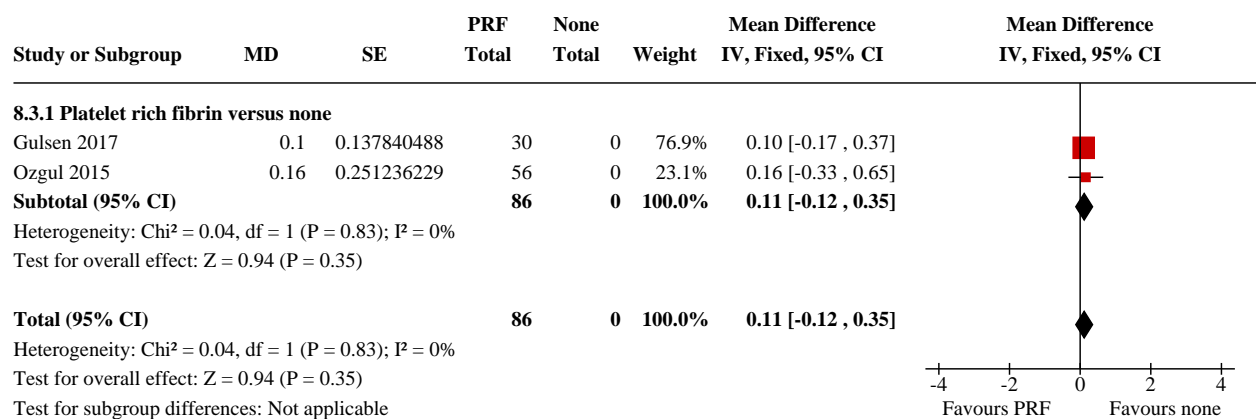 PRF None Mean Difference Mean Difference
Study or Subgroup MD SE Total Total Weight IV, Fixed, 95% CI IV, Fixed, 95% CI
8.3.1 Platelet rich fibrin versus none
Gulsen 2017 0.1 0.137840488 30 0 76.9% 0.10 [-0.17 , 0.37]
Ozgul 2015 0.16 0.251236229 56 0 23.1% 0.16 [-0.33 , 0.65]
Subtotal (95% CI) 86 0 100.0% 0.11 [-0.12 , 0.35]
Heterogeneity: Chi² = 0.04, df = 1 (P = 0.83); I² = 0%
Test for overall effect: Z = 0.94 (P = 0.35)
Total (95% CI) 86 0 100.0% 0.11 [-0.12 , 0.35]
Heterogeneity: Chi² = 0.04, df = 1 (P = 0.83); I² = 0%
Test for overall effect: Z = 0.94 (P = 0.35)
Test for subgroup differences: Not applicable
-4 -2 0 2 4
Favours PRF Favours none